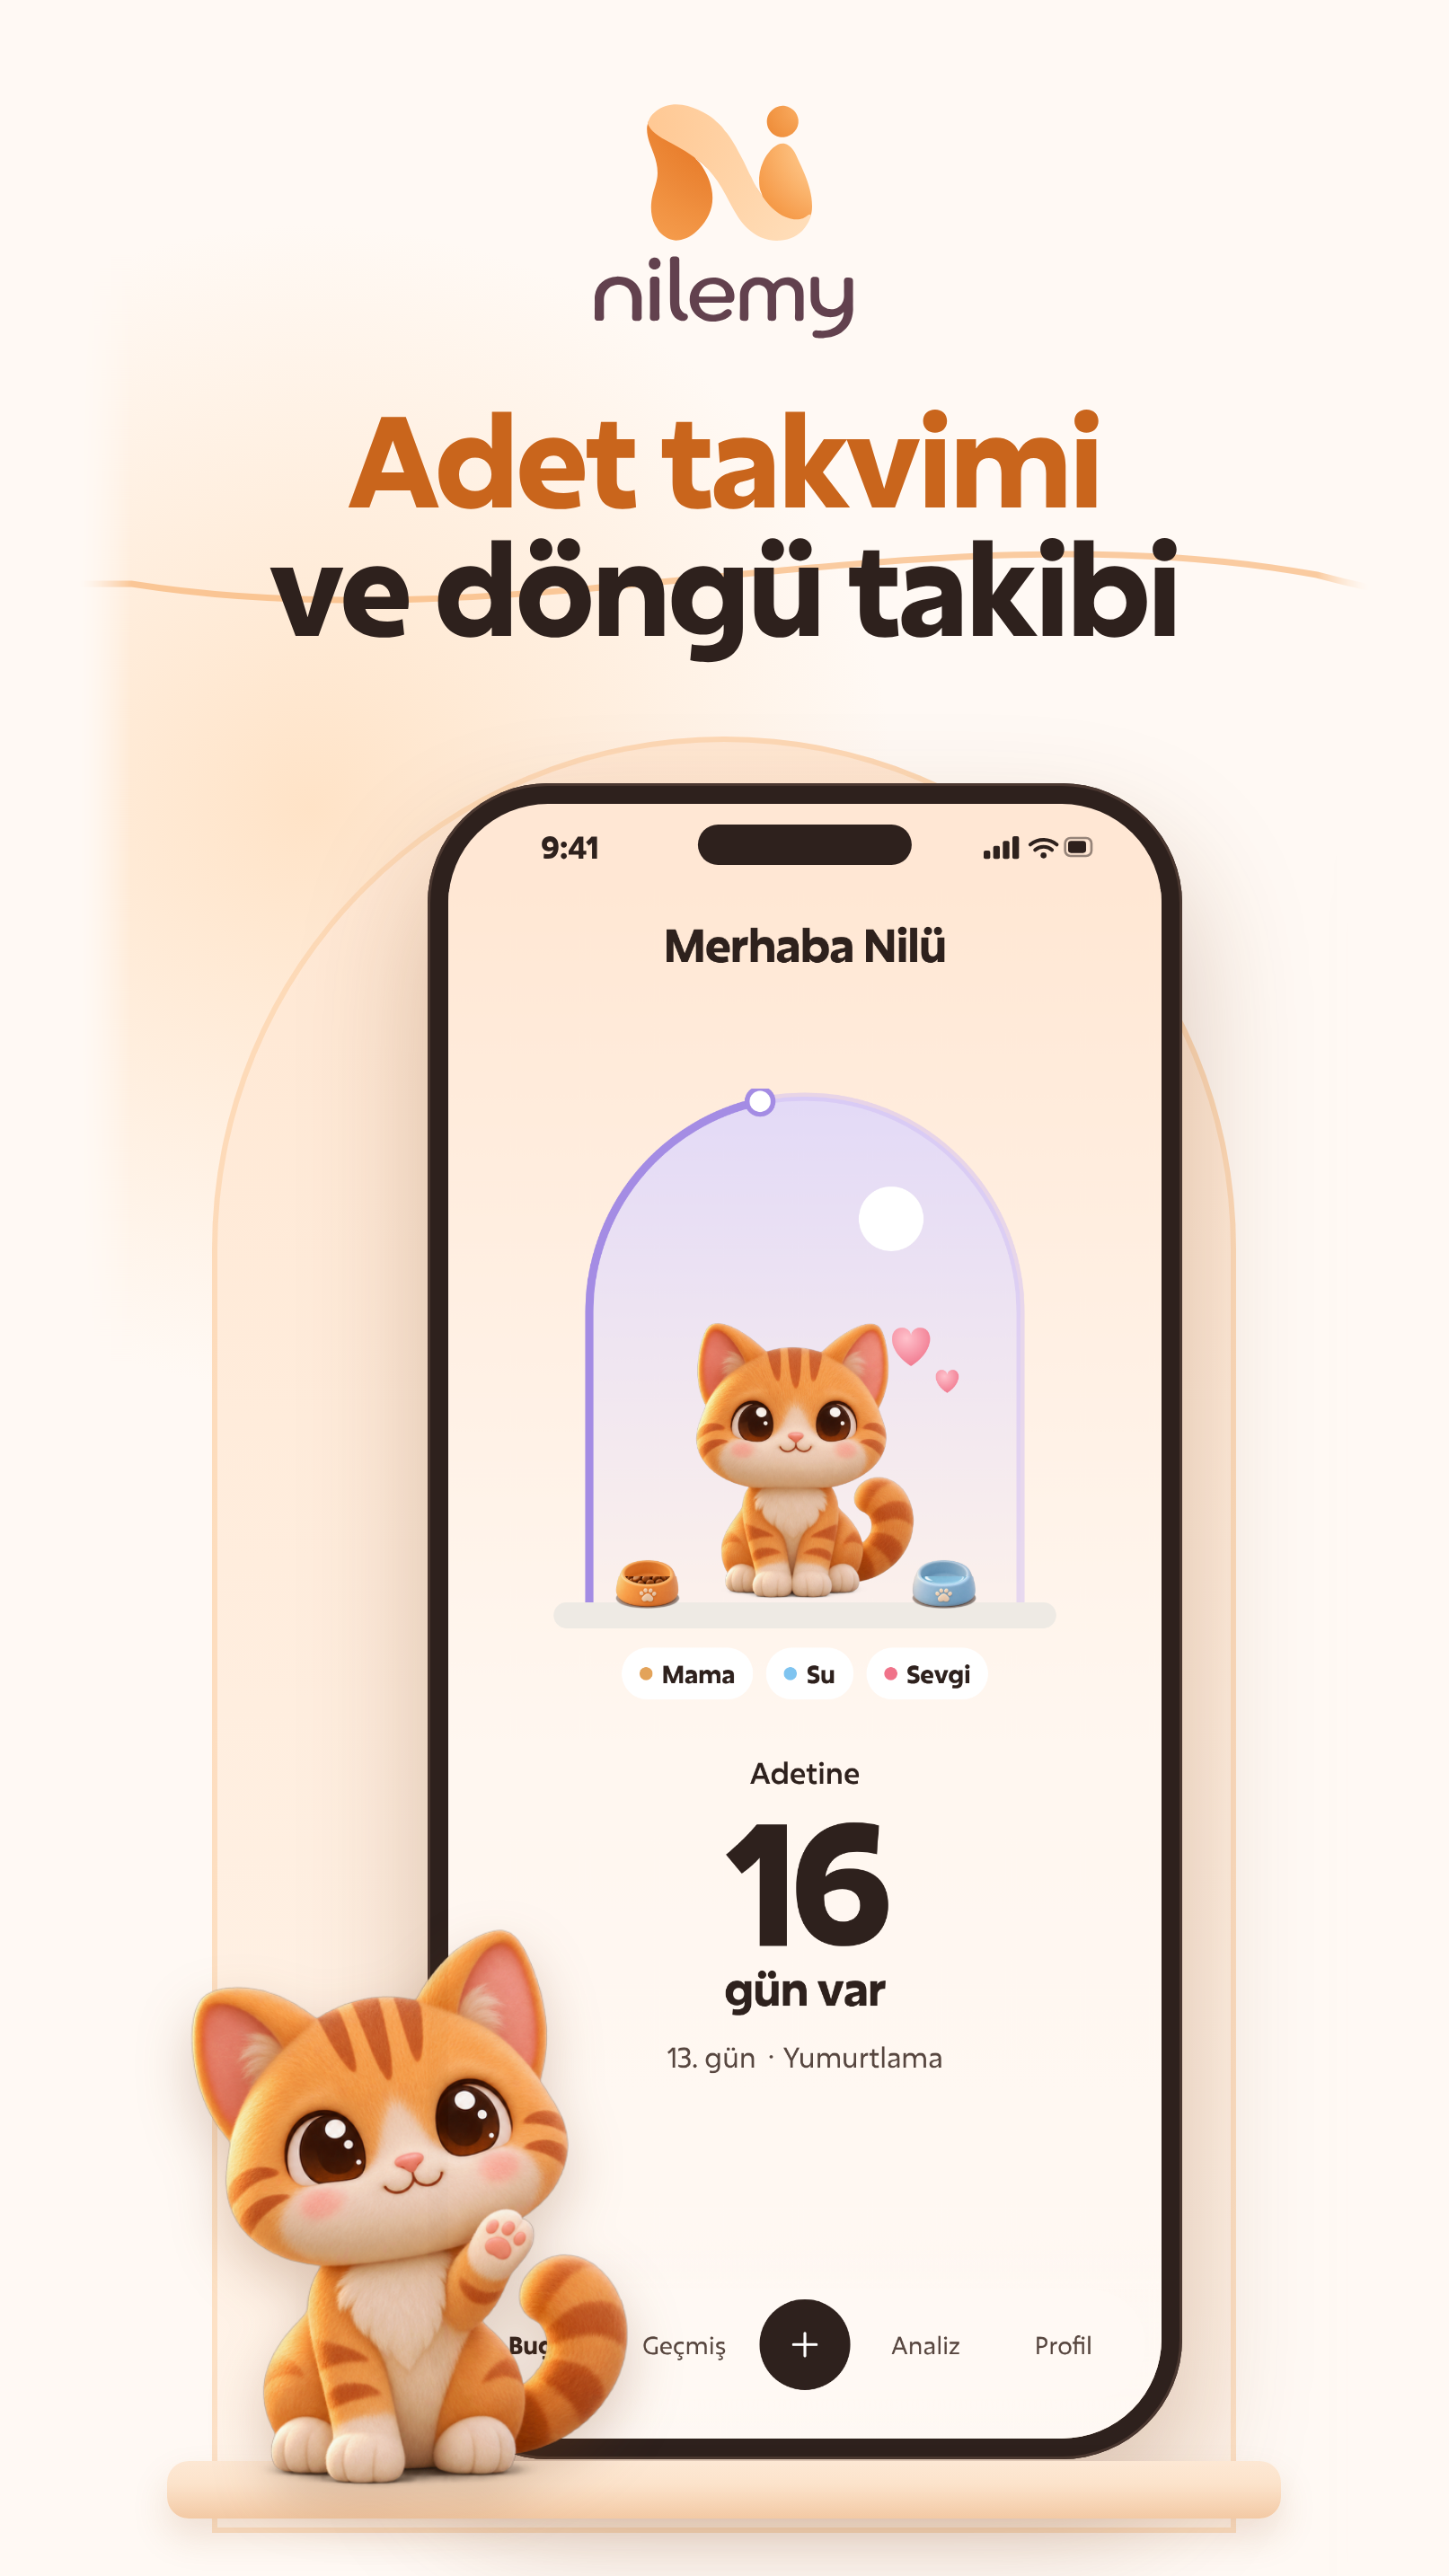 nilemy
Adet takvimi
ve döngü takibi
9:41
Merhaba Nilü
Mama Su Sevgi
Adetine
16
gün var
13. gün · Yumurtlama
Geçmiş + Analiz Profil